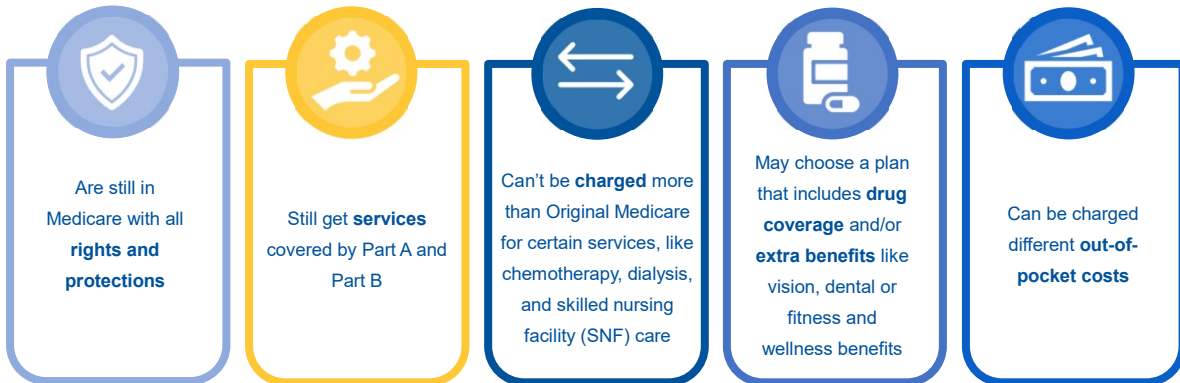 Are still in
Medicare with all
rights and
protections
Still get services
covered by Part A and
Part B
Can’t be charged more
than Original Medicare
for certain services, like
chemotherapy, dialysis,
and skilled nursing
facility (SNF) care
May choose a plan
that includes drug
coverage and/or
extra benefits like
vision, dental or
fitness and
wellness benefits
Can be charged
different out-of-
pocket costs